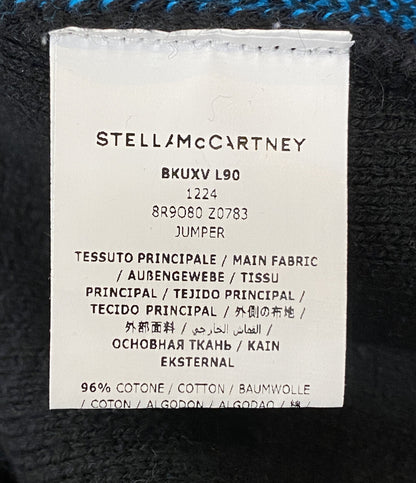 STELLA McCARTNEY
BKUXV L90
1224
8R9O80 Z0783
JUMPER
TESSUTO PRINCIPALE / MAIN FABRIC
/ AUßENGEWEBE / TISSU
PRINCIPAL / TEJIDO PRINCIPAL /
TECIDO PRINCIPAL / 外側の布地 /
外部面料 / القماش الخارجي /
ОСНОВНАЯ ТКАНЬ / KAIN
EKSTERNAL
96% COTONE / COTTON / BAUMWOLLE
/ COTON / ALGODON / ALGODAO / 綿 /